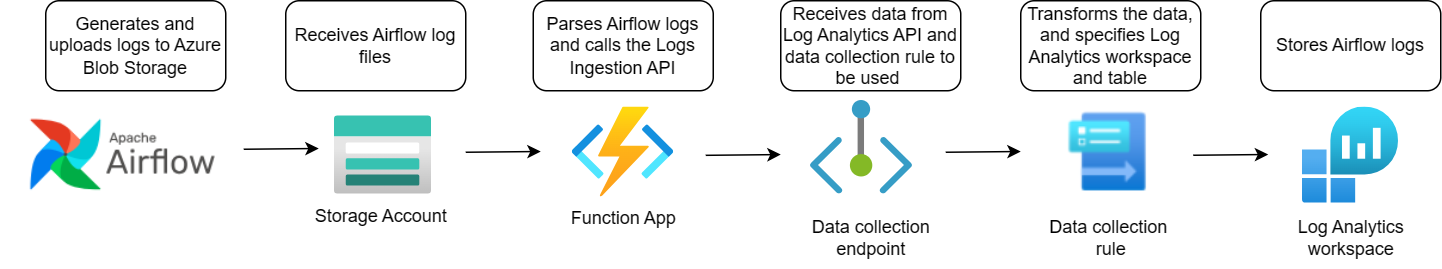 Generates and
uploads logs to Azure
Blob Storage
Receives Airflow log
files
Parses Airflow logs
and calls the Logs
Ingestion API
Receives data from
Log Analytics API and
data collection rule to
be used
Transforms the data,
and specifies Log
Analytics workspace
and table
Stores Airflow logs
Apache
Airflow
Storage Account
Function App
Data collection
endpoint
Data collection
rule
Log Analytics
workspace